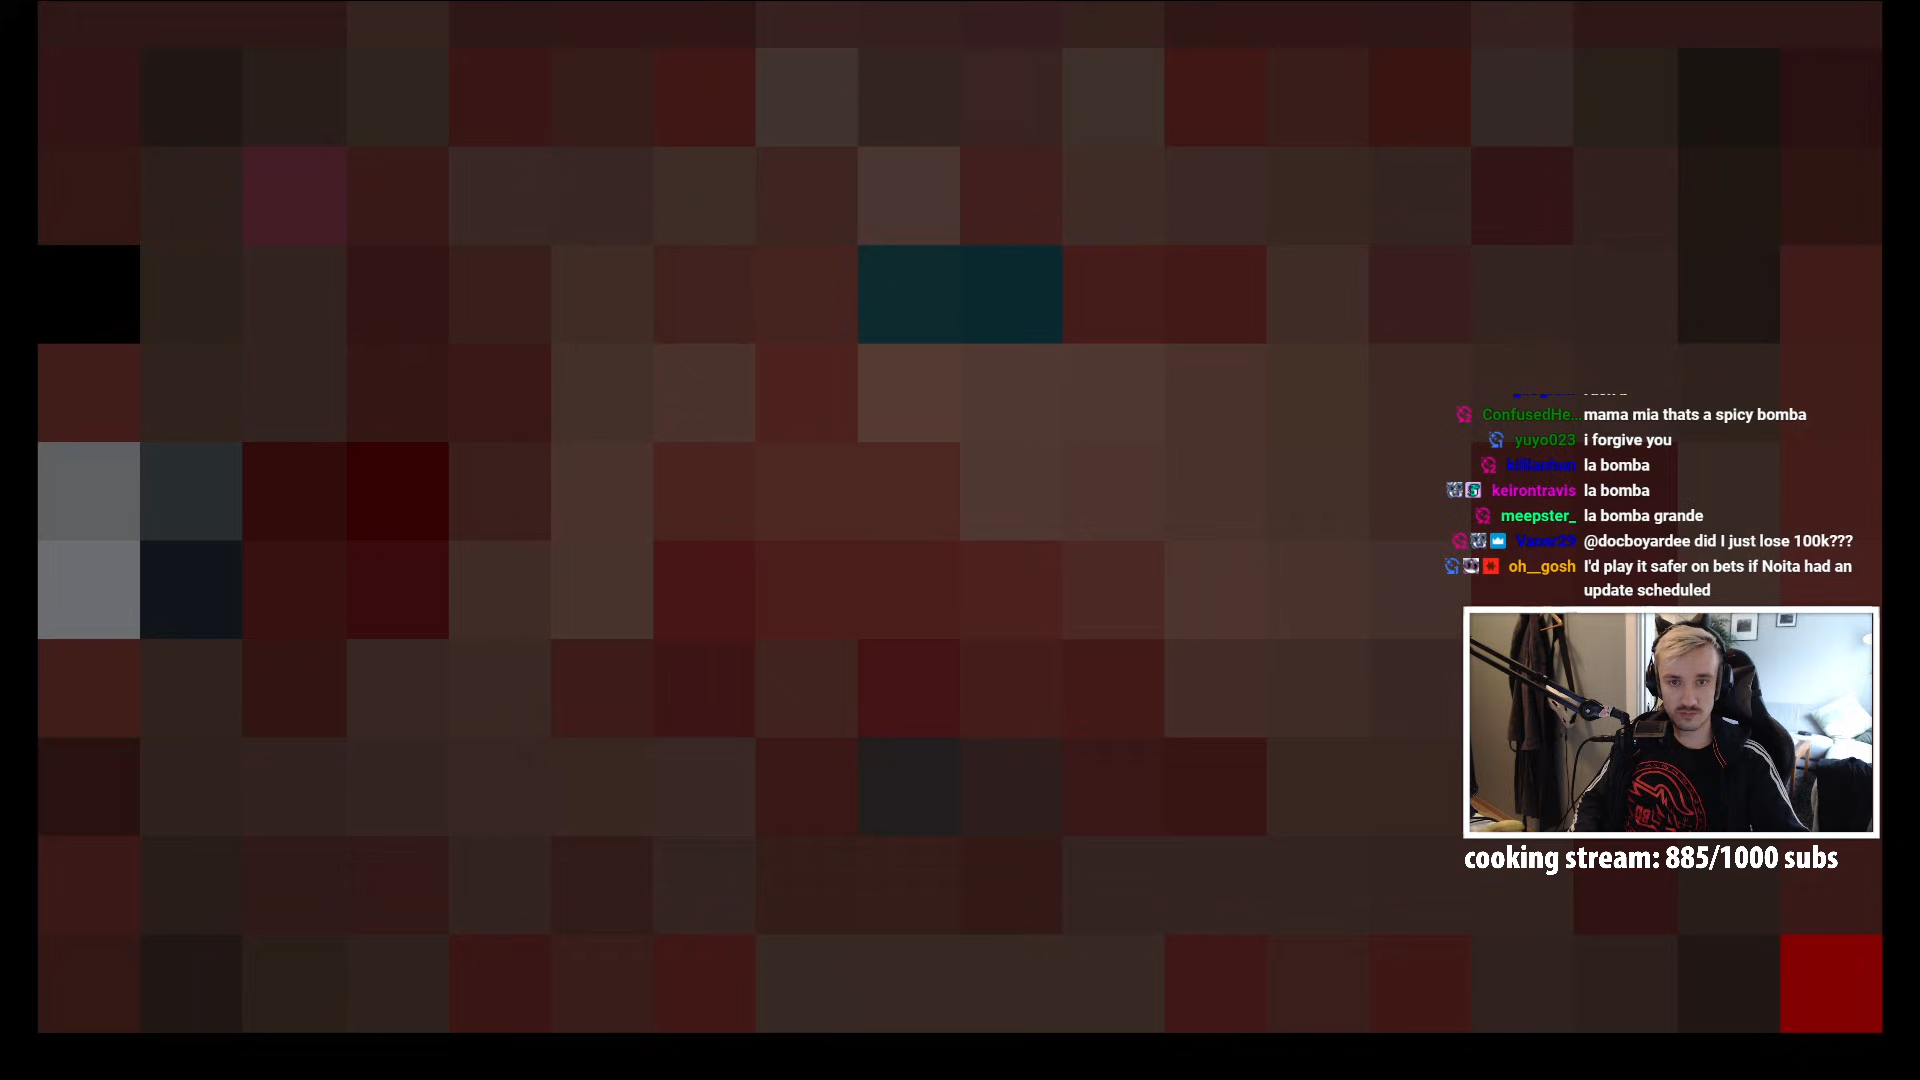 ConfusedHe... mama mia thats a spicy bomba
yuyo023 i forgive you
la bomba
keirontravis la bomba
meepster_ la bomba grande
Vaxer29 @docboyardee did I just lose 100k???
oh__gosh I'd play it safer on bets if Noita had an
update scheduled
cooking stream: 885/1000 subs